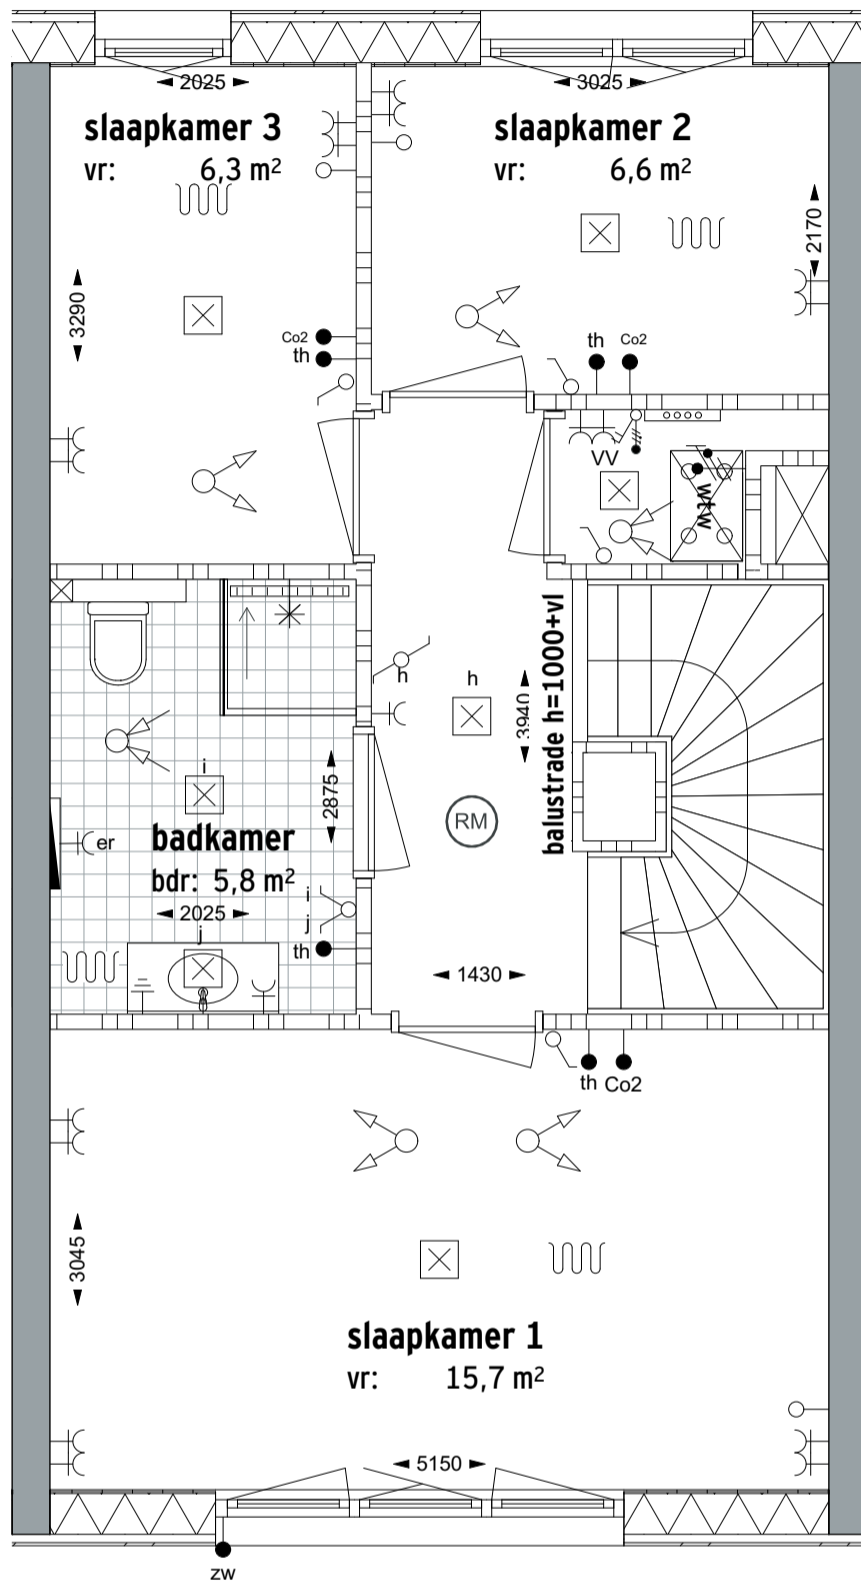 2025
3025
slaapkamer 3
vr: 6,3 m²
slaapkamer 2
vr: 6,6 m²
2170
3290
Co2
th
th
Co2
VV
wtw
balustrade h=1000+vl
h
h
3940
i
2875
RM
badkamer
er
bdr: 5,8 m²
i
2025
j
j
th
1430
th
Co2
3045
slaapkamer 1
vr: 15,7 m²
5150
zw